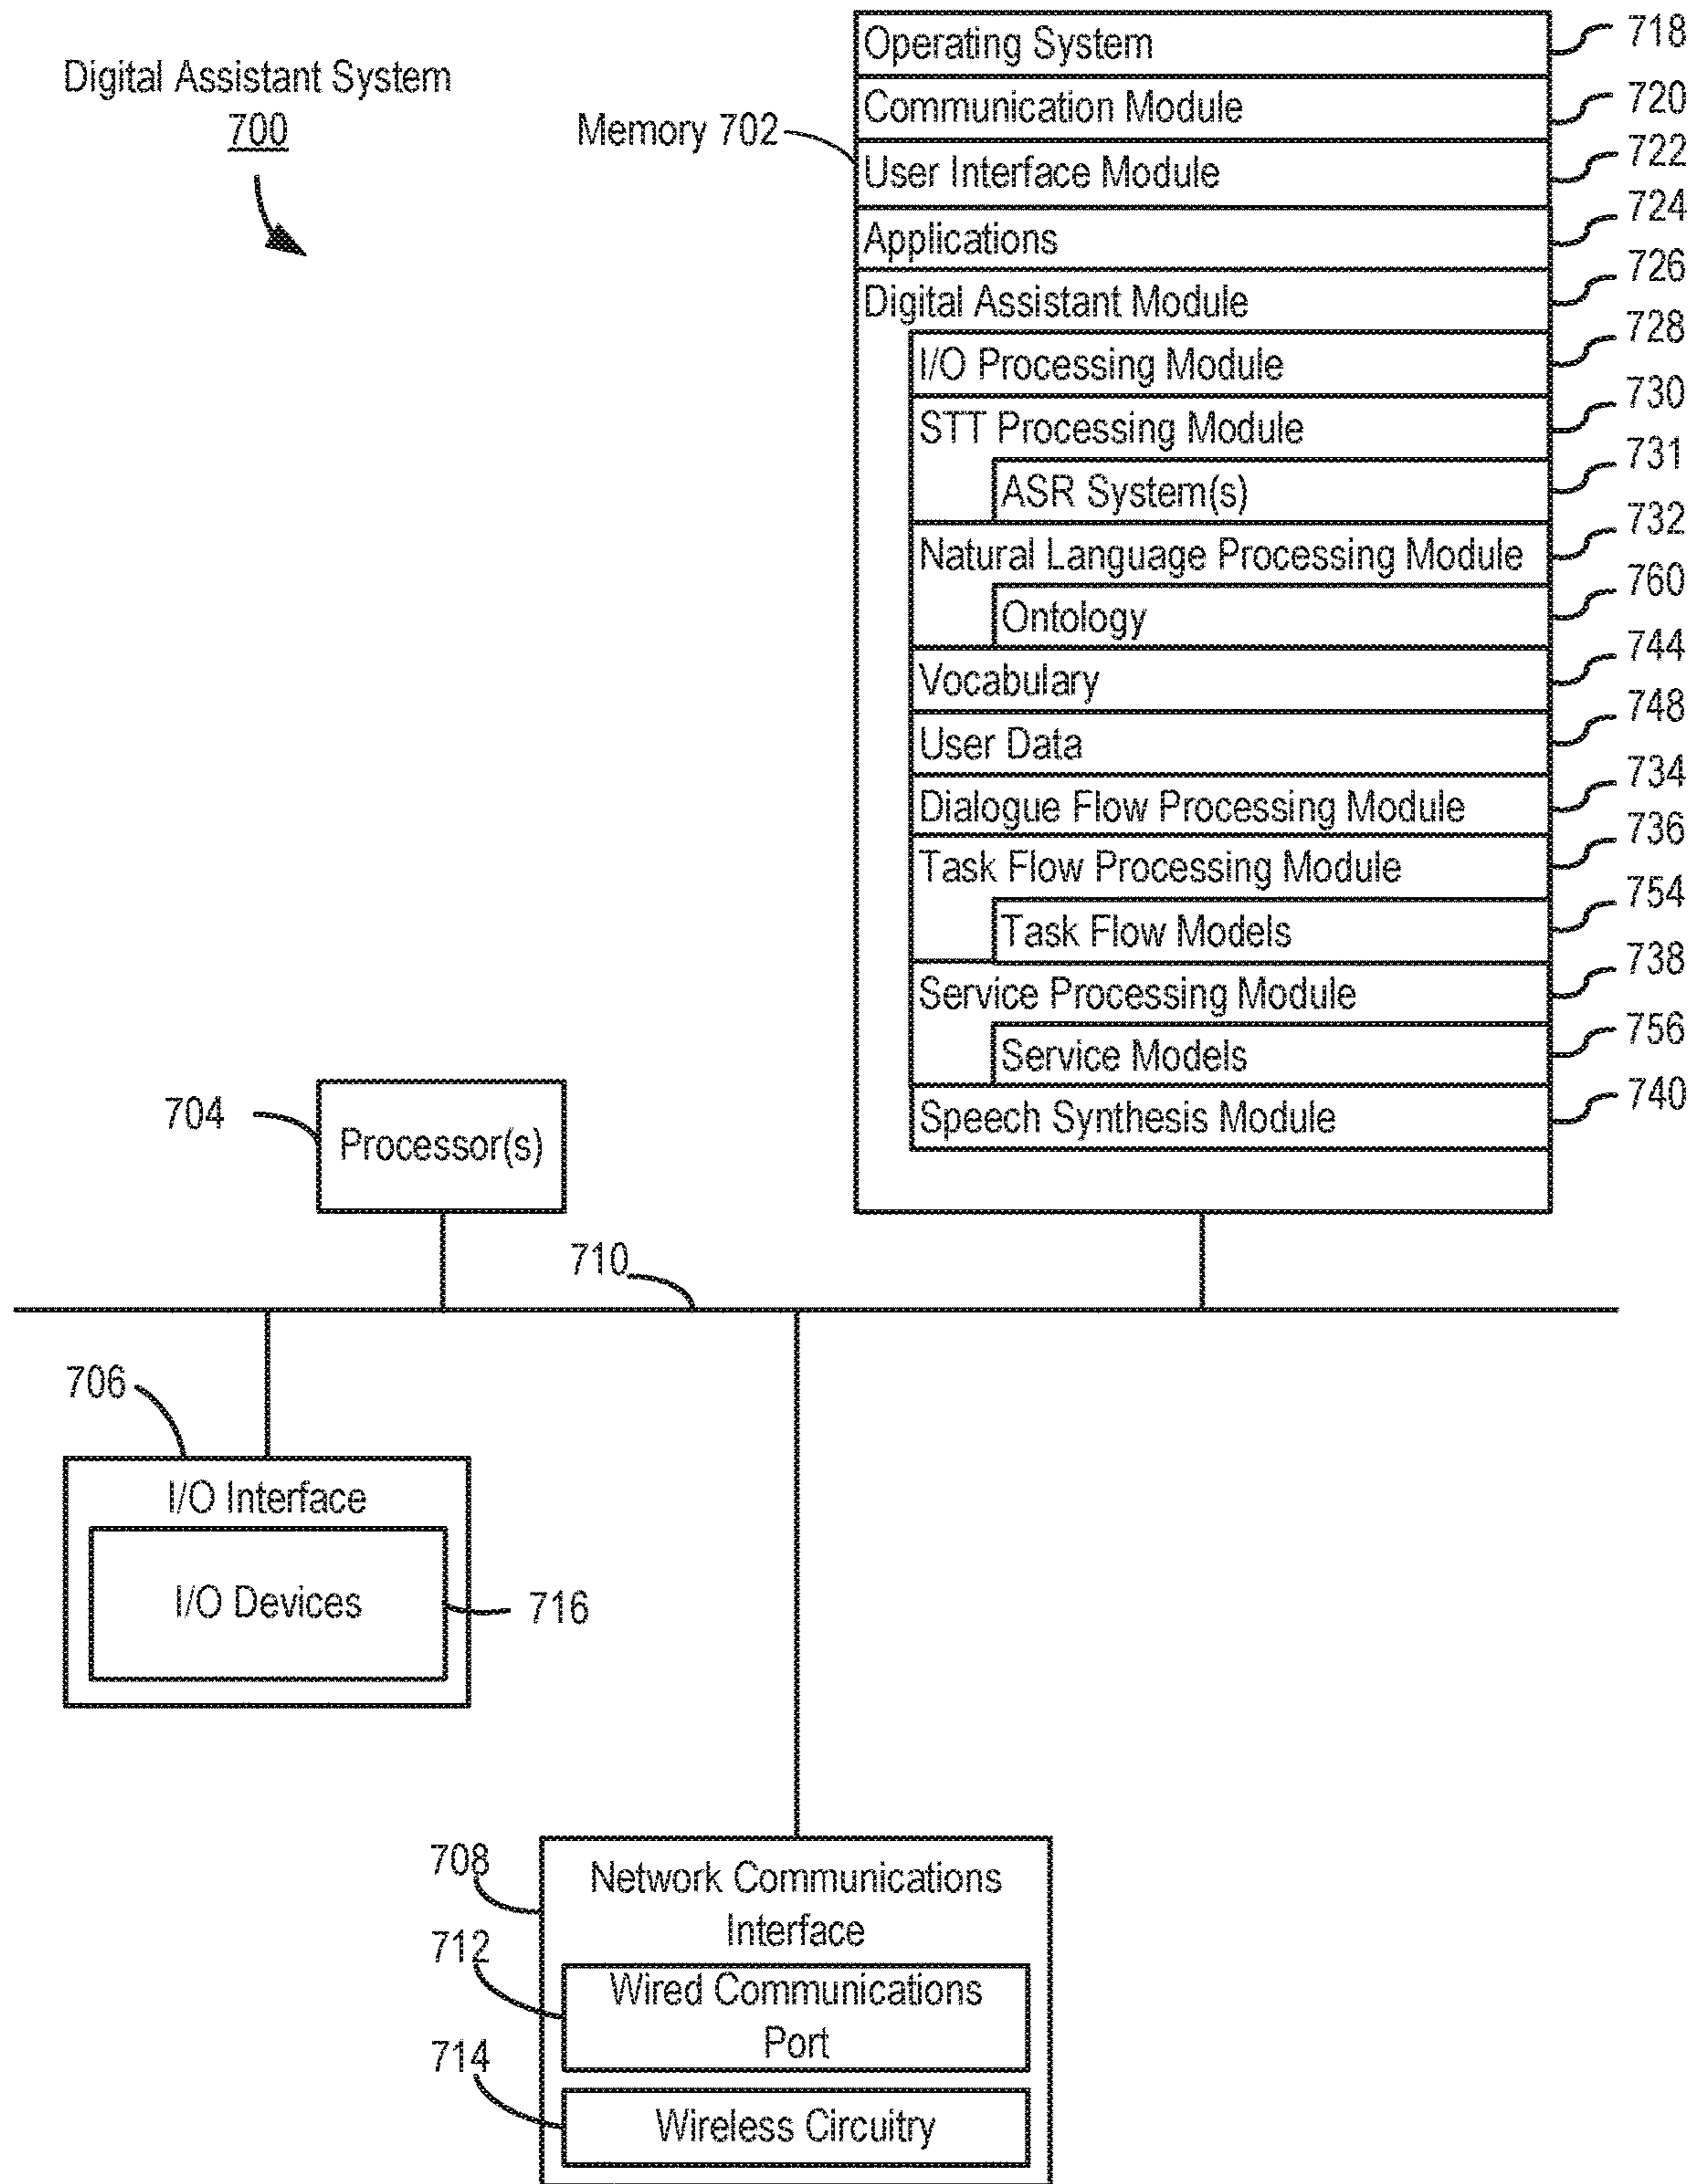 Digital Assistant System
700
Memory 702
Operating System 718
Communication Module 720
User Interface Module 722
Applications 724
Digital Assistant Module 726
I/O Processing Module 728
STT Processing Module 730
ASR System(s) 731
Natural Language Processing Module 732
Ontology 760
Vocabulary 744
User Data 748
Dialogue Flow Processing Module 734
Task Flow Processing Module 736
Task Flow Models 754
Service Processing Module 738
Service Models 756
Speech Synthesis Module 740
704
Processor(s)
710
706
I/O Interface
I/O Devices
716
708
Network Communications
Interface
712
Wired Communications
Port
714
Wireless Circuitry